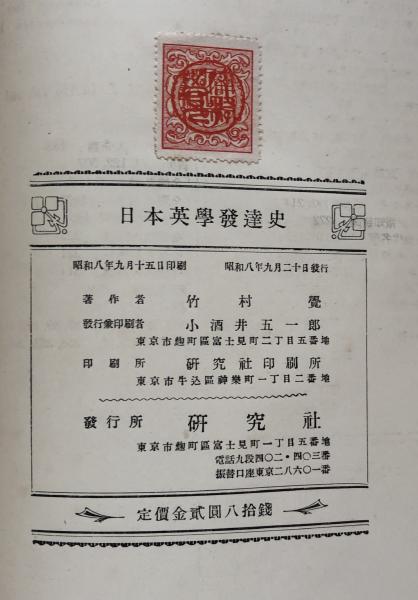 日本英學發達史
昭和八年九月十五日印刷 昭和八年九月二十日發行
著作者 竹村覺
發行兼印刷者 小酒井五一郎
東京市麴町區富士見町二丁目五番地
印刷所 硏究社印刷所
東京市牛込區神樂町一丁目二番地
發行所 硏究社
東京市麴町區富士見町一丁目五番地
電話九段四〇二・四〇三番
振替口座東京二八六〇一番
定價金貳圓八拾錢